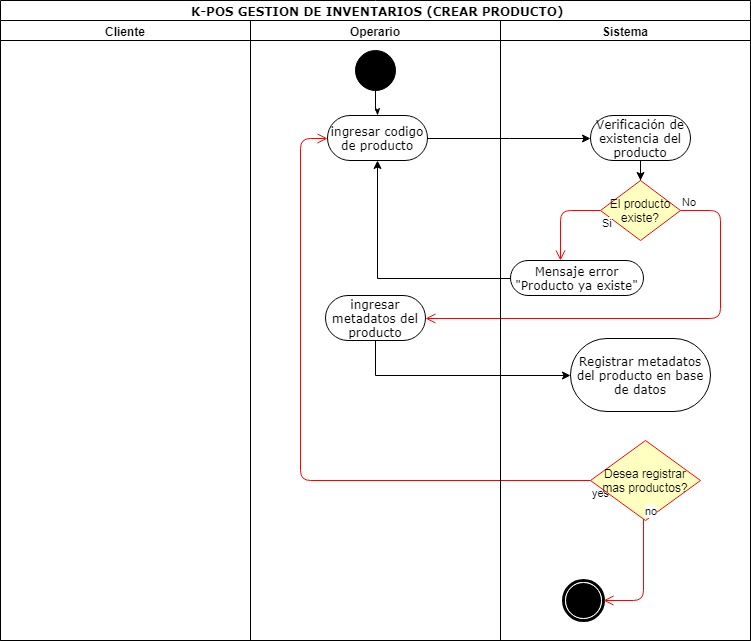 K-POS GESTION DE INVENTARIOS (CREAR PRODUCTO)
Cliente
Operario
Sistema
ingresar codigo
de producto
Verificación de
existencia del
producto
El producto
existe?
No
Si
Mensaje error
"Producto ya existe"
ingresar
metadatos del
producto
Registrar metadatos
del producto en base
de datos
Desea registrar
mas productos?
yes
no